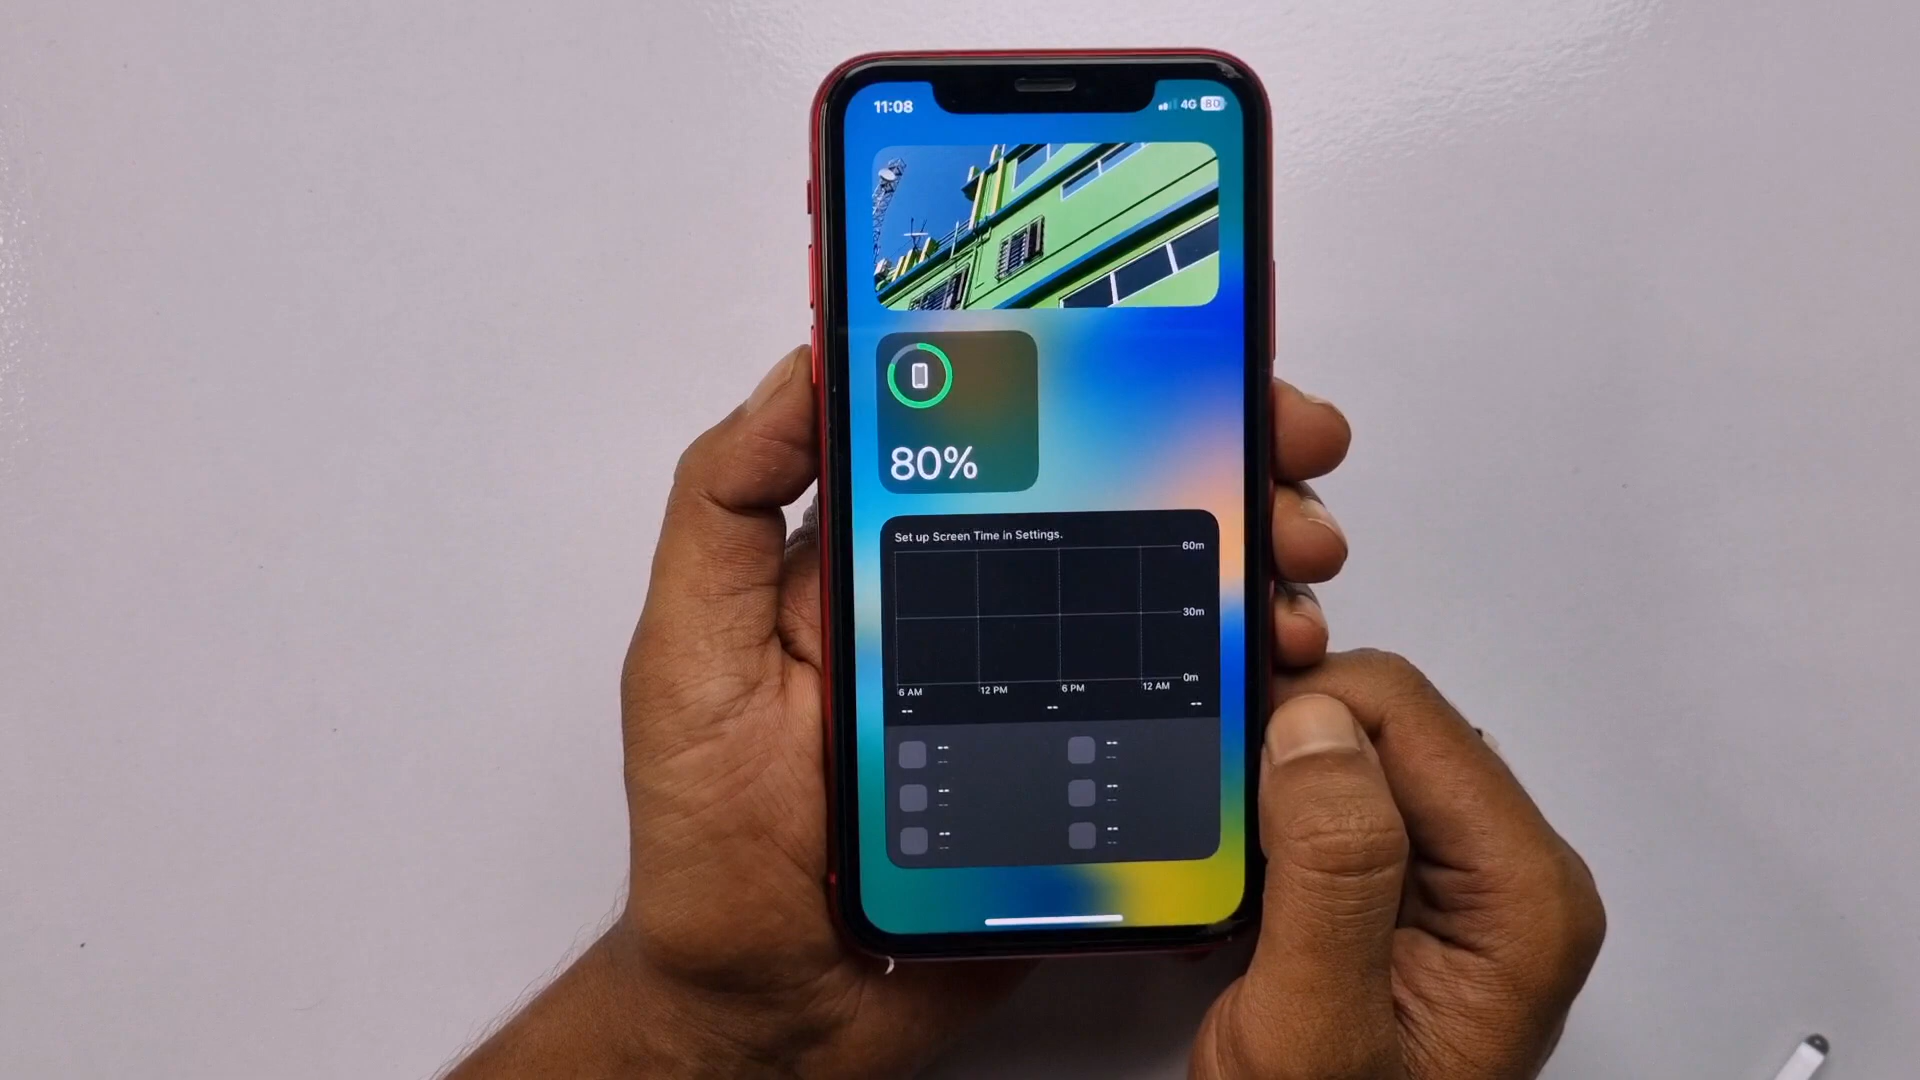 11:08 4G 80
80%
Set up Screen Time in Settings.
60m
30m
0m
6 AM 12 PM 6 PM 12 AM
-- -- --
-- --
-- --
-- --
-- --
-- --
-- --